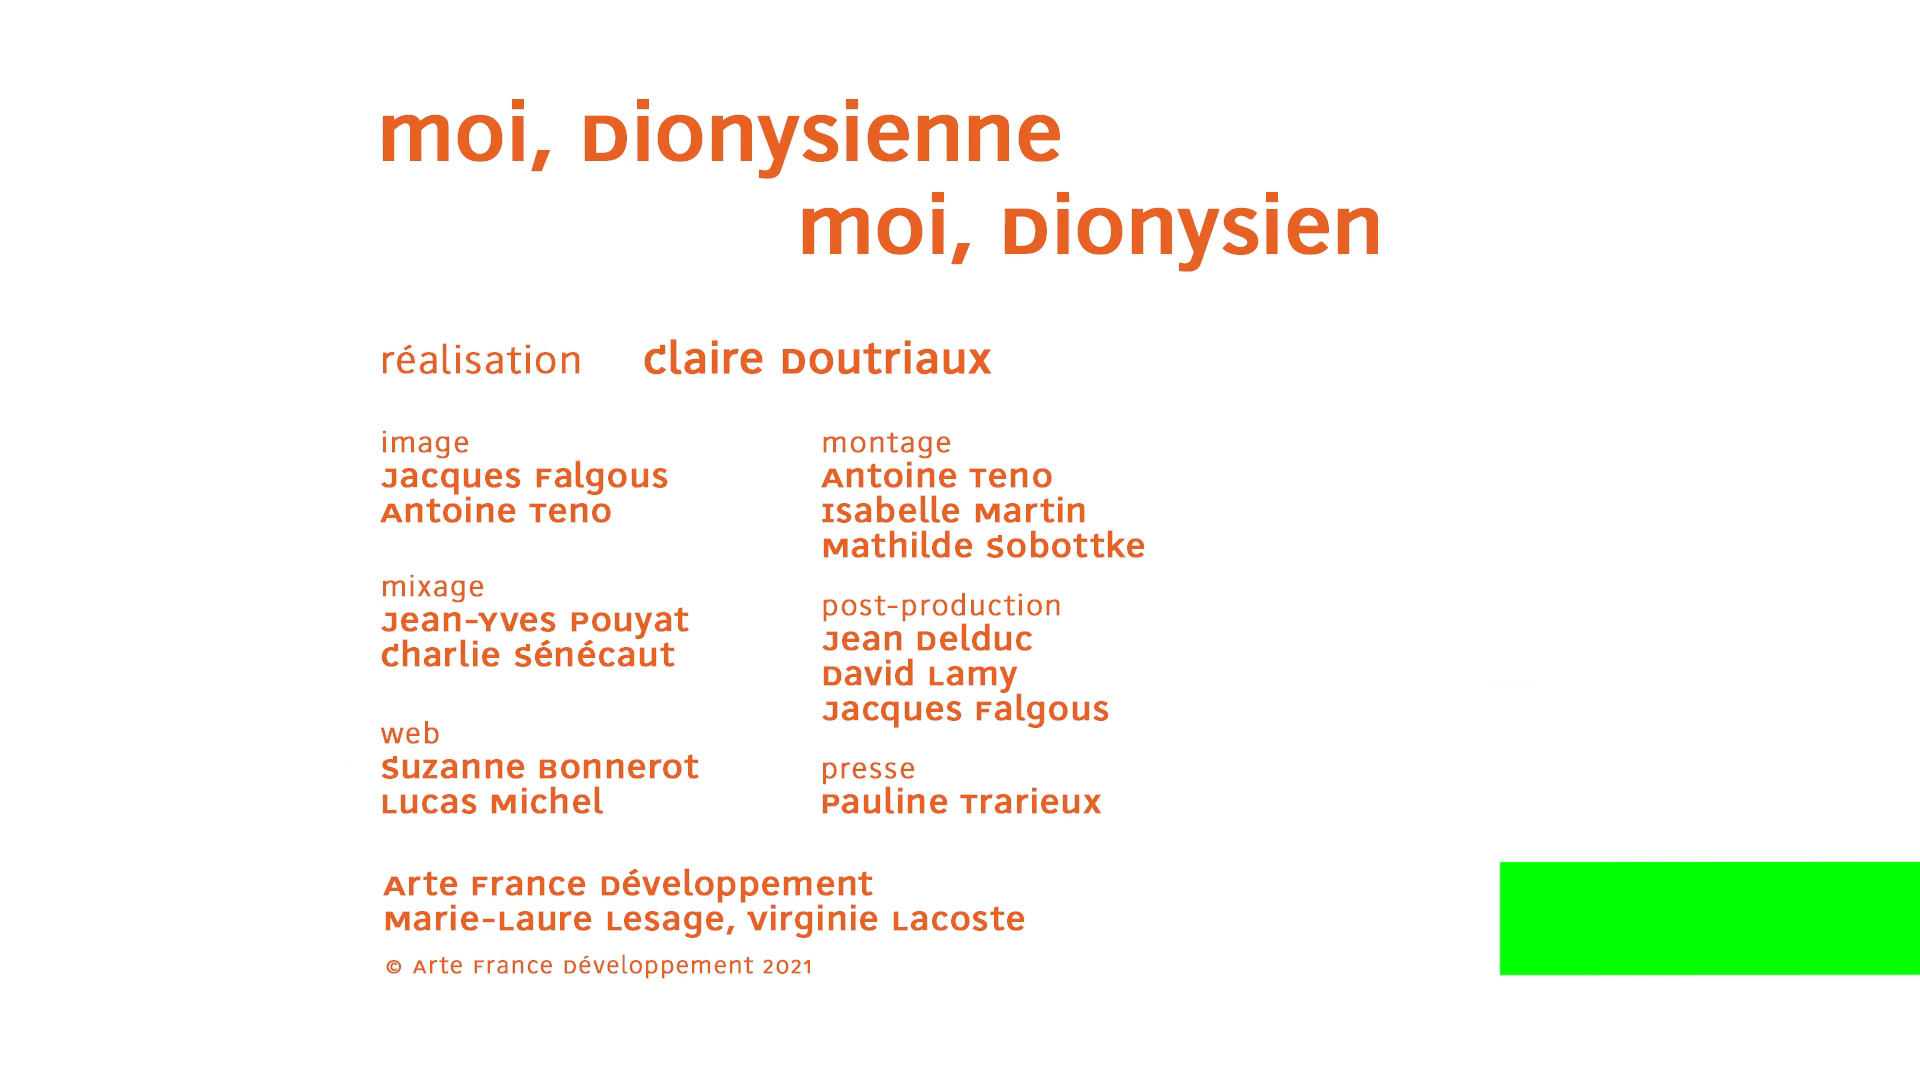 moi, Dionysienne
moi, Dionysien
réalisation Claire Doutriaux
image
Jacques Falgous
Antoine Teno
montage
Antoine Teno
Isabelle Martin
Mathilde Sobottke
mixage
Jean-Yves Pouyat
Charlie Sénécaut
post-production
Jean Delduc
David Lamy
Jacques Falgous
web
Suzanne Bonnerot
Lucas Michel
presse
Pauline Trarieux
Arte France Développement
Marie-Laure Lesage, Virginie Lacoste
© Arte France Développement 2021